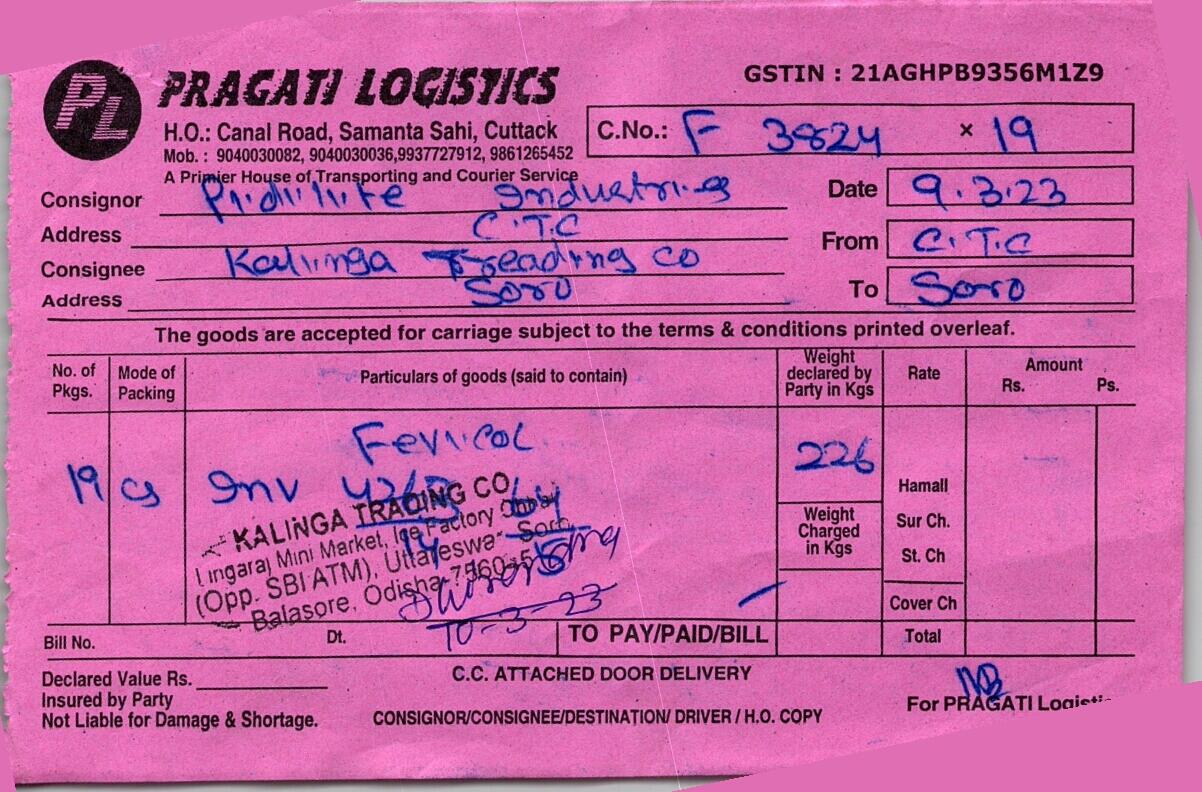 PL PRAGATI LOGISTICS
GSTIN : 21AGHPB9356M1Z9
H.O.: Canal Road, Samanta Sahi, Cuttack
Mob. : 9040030082, 9040030036,9937727912, 9861265452
A Primier House of Transporting and Courier Service
C.No.: F 3824 × 19
Consignor Pidilite Industries
Date 9.3.23
Address C.T.C
From C.T.C
Consignee Kalinga Treading co
Address Soro
To Soro
The goods are accepted for carriage subject to the terms & conditions printed overleaf.
No. of Pkgs. Mode of Packing Particulars of goods (said to contain) Weight declared by Party in Kgs Rate Amount Rs. Ps.
Fevicol
226
19 cs Inv
Hamall
KALINGA TRADING CO
Lingaraj Mini Market, Ice Factory
(Opp. SBI ATM), Uttareswar, Soro
Balasore, Odisha
Weight Charged in Kgs
Sur Ch.
St. Ch
Cover Ch
10-3-23
Bill No. Dt. TO PAY/PAID/BILL Total
Declared Value Rs.
C.C. ATTACHED DOOR DELIVERY
Insured by Party
Not Liable for Damage & Shortage.
CONSIGNOR/CONSIGNEE/DESTINATION/ DRIVER / H.O. COPY
For PRAGATI Logistic